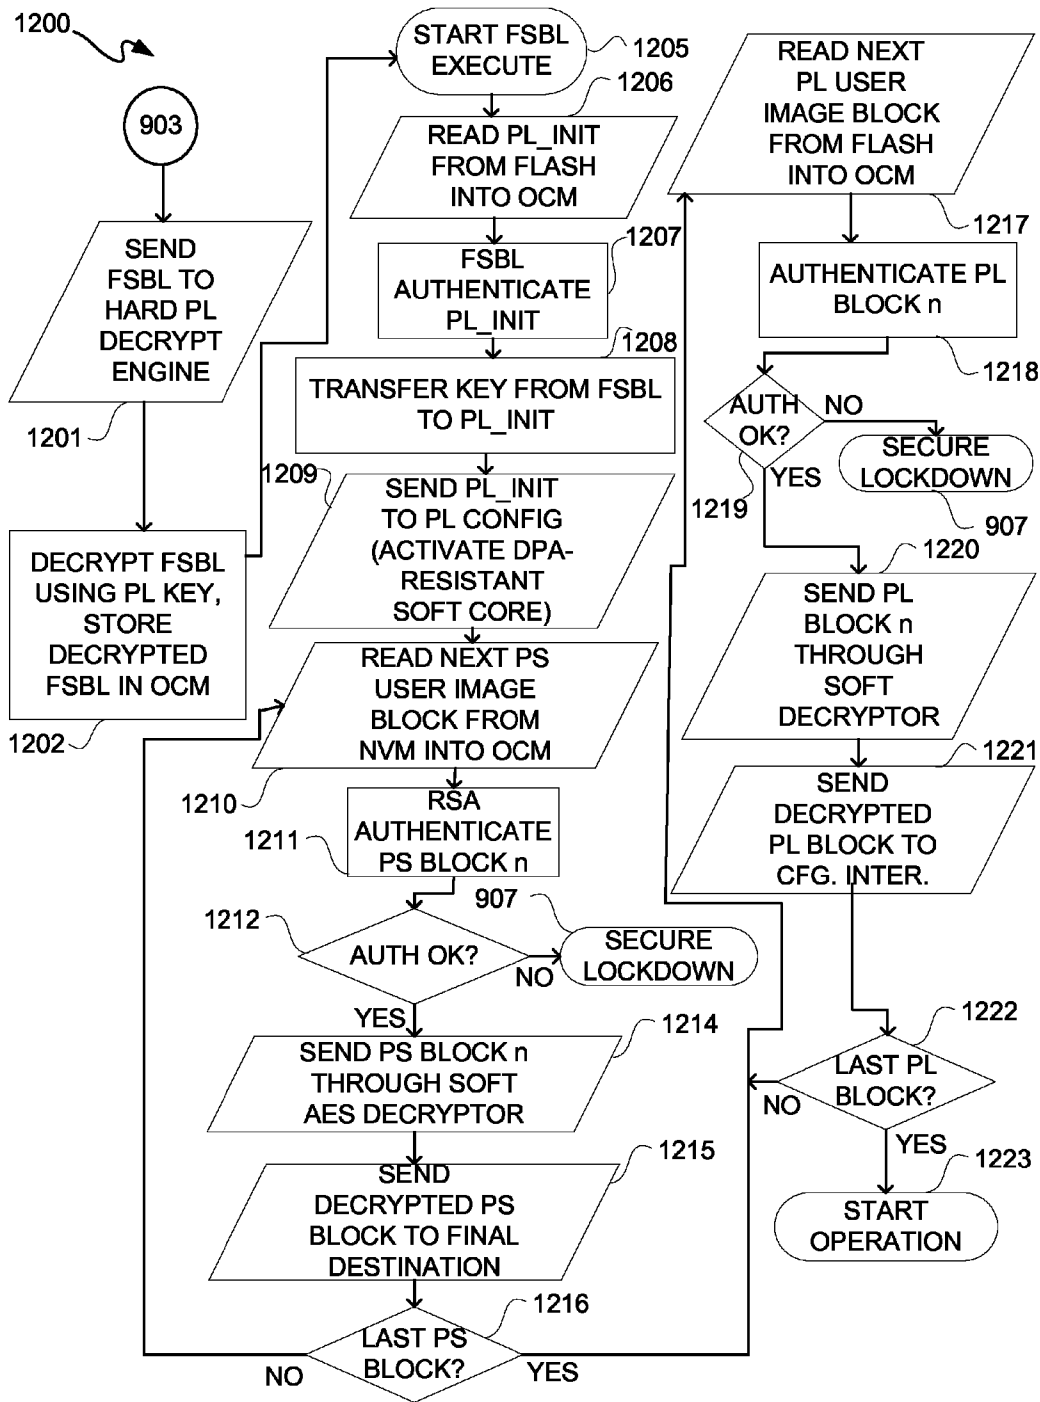 1200
903
SEND
FSBL TO
HARD PL
DECRYPT
ENGINE
1201
DECRYPT FSBL
USING PL KEY,
STORE
DECRYPTED
FSBL IN OCM
1202
START FSBL
EXECUTE
1205
1206
READ PL_INIT
FROM FLASH
INTO OCM
1207
FSBL
AUTHENTICATE
PL_INIT
1208
TRANSFER KEY FROM FSBL
TO PL_INIT
1209
SEND PL_INIT
TO PL CONFIG
(ACTIVATE DPA-
RESISTANT
SOFT CORE)
READ NEXT PS
USER IMAGE
BLOCK FROM
NVM INTO OCM
1210
RSA
AUTHENTICATE
PS BLOCK n
1211
1212
AUTH OK?
NO
907
SECURE
LOCKDOWN
YES
1214
SEND PS BLOCK n
THROUGH SOFT
AES DECRYPTOR
1215
SEND
DECRYPTED PS
BLOCK TO FINAL
DESTINATION
1216
LAST PS
BLOCK?
NO
YES
READ NEXT
PL USER
IMAGE BLOCK
FROM FLASH
INTO OCM
1217
AUTHENTICATE PL
BLOCK n
1218
AUTH
OK?
NO
1219
YES
SECURE
LOCKDOWN
907
1220
SEND PL
BLOCK n
THROUGH
SOFT
DECRYPTOR
1221
SEND
DECRYPTED
PL BLOCK TO
CFG. INTER.
1222
LAST PL
BLOCK?
NO
YES
1223
START
OPERATION